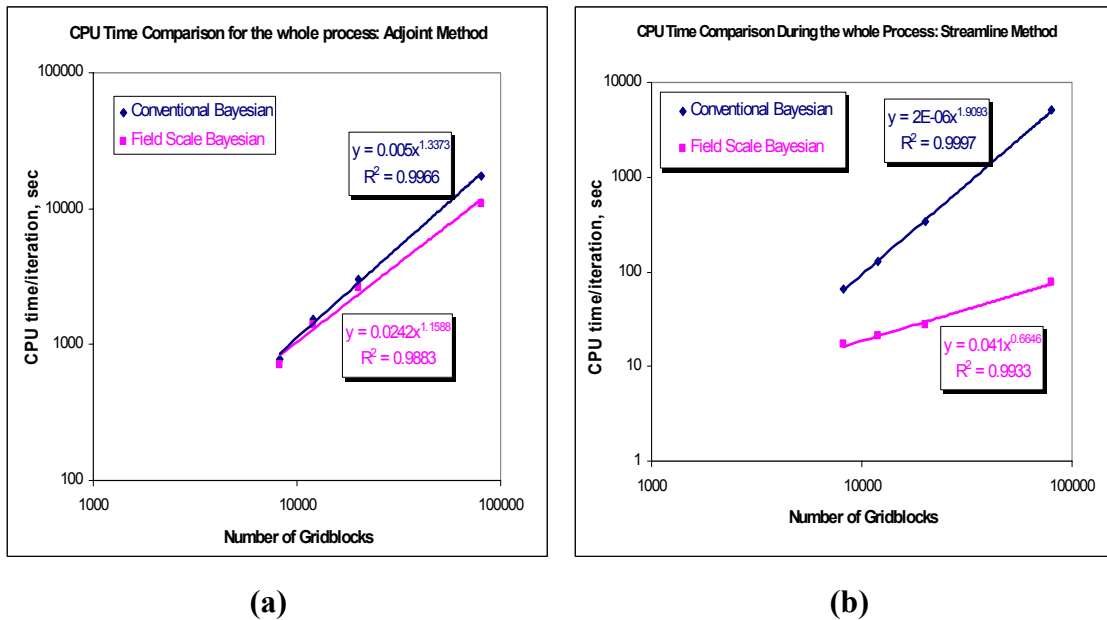 CPU Time Comparison for the whole process: Adjoint Method
100000
10000
1000
100
CPU time/iteration, sec
Conventional Bayesian
Field Scale Bayesian
y = 0.005x^1.3373
R^2 = 0.9966
y = 0.0242x^1.1588
R^2 = 0.9883
1000
10000
100000
Number of Gridblocks
(a)
CPU Time Comparison During the whole Process: Streamline Method
10000
1000
100
10
1
CPU time/iteration, sec
Conventional Bayesian
Field Scale Bayesian
y = 2E-06x^1.9093
R^2 = 0.9997
y = 0.041x^0.6646
R^2 = 0.9933
1000
10000
100000
Number of Gridblocks
(b)